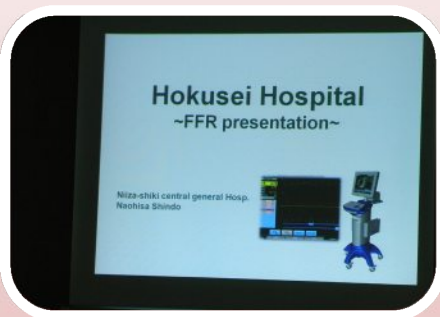 Hokusei Hospital
~FFR presentation~
Niiza-shiki central general Hosp.
Naohisa Shindo